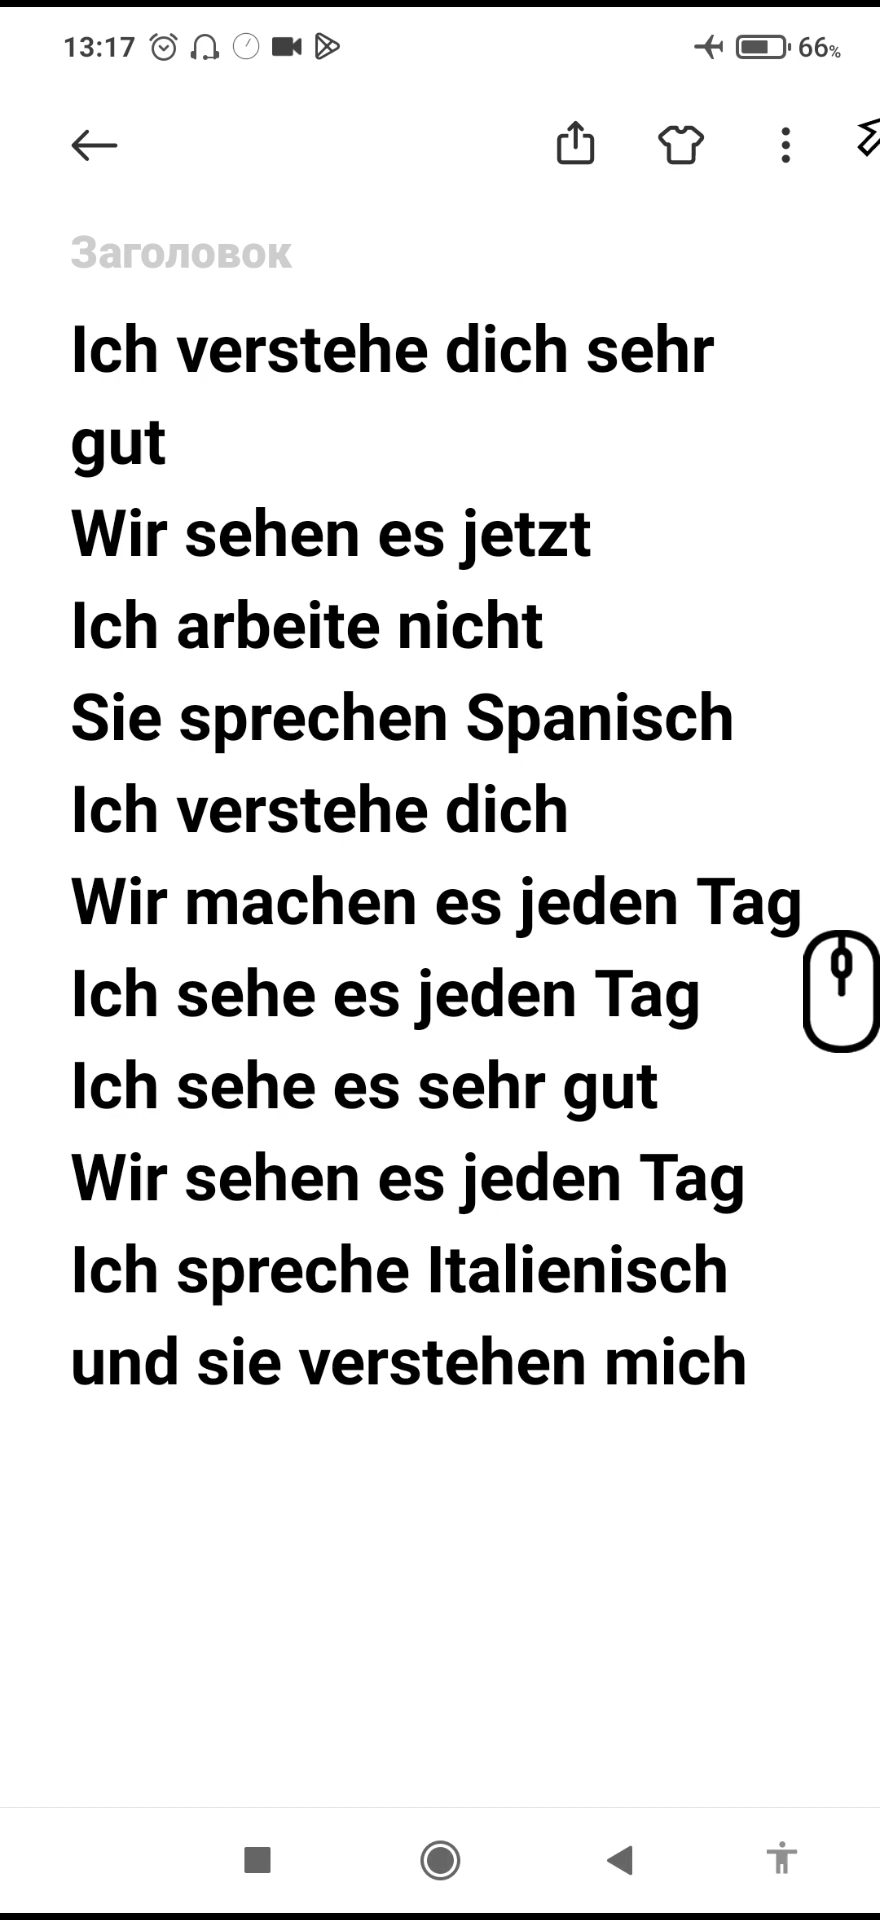 13:17
66%
Заголовок
Ich verstehe dich sehr
gut
Wir sehen es jetzt
Ich arbeite nicht
Sie sprechen Spanisch
Ich verstehe dich
Wir machen es jeden Tag
Ich sehe es jeden Tag
Ich sehe es sehr gut
Wir sehen es jeden Tag
Ich spreche Italienisch
und sie verstehen mich